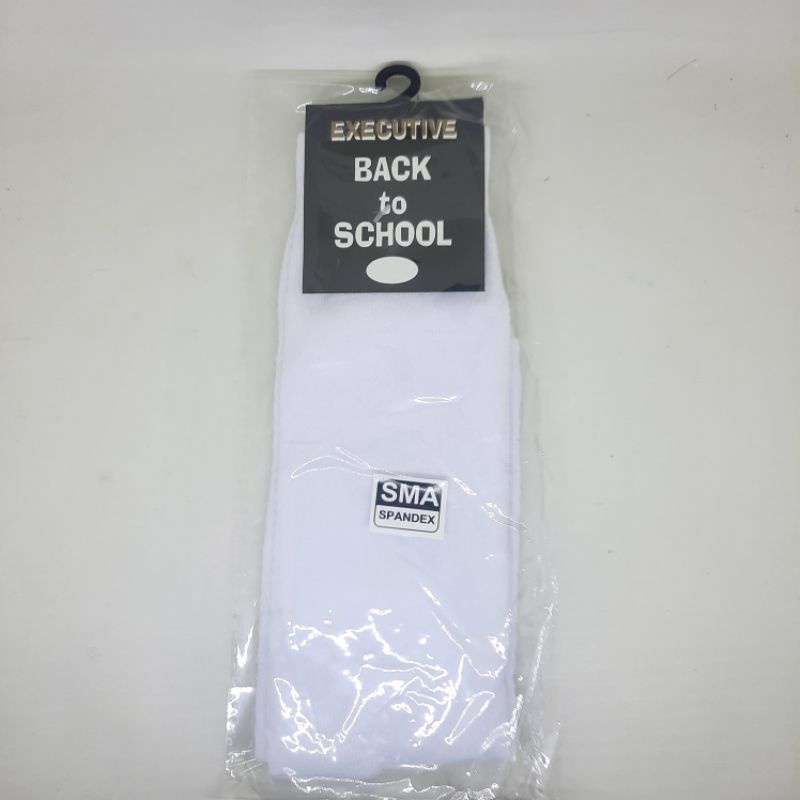 EXECUTIVE
BACK
to
SCHOOL
SMA
SPANDEX